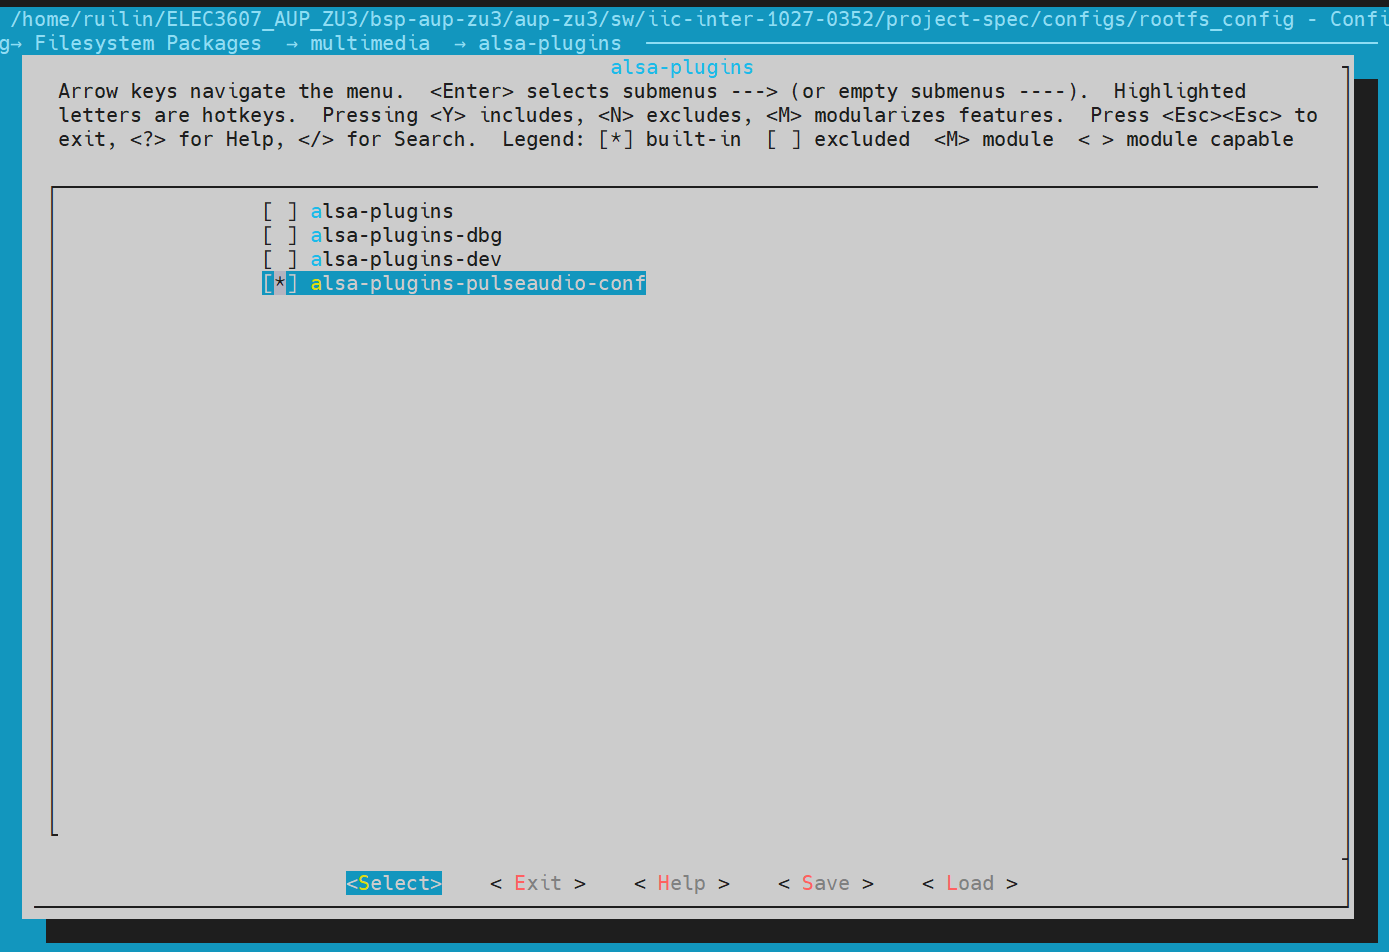 /home/ruilin/ELEC3607_AUP_ZU3/bsp-aup-zu3/aup-zu3/sw/iic-inter-1027-0352/project-spec/configs/rootfs_config - Confi
g→ Filesystem Packages → multimedia → alsa-plugins
alsa-plugins
Arrow keys navigate the menu. <Enter> selects submenus ---> (or empty submenus ----). Highlighted
letters are hotkeys. Pressing <Y> includes, <N> excludes, <M> modularizes features. Press <Esc><Esc> to
exit, <?> for Help, </> for Search. Legend: [*] built-in [ ] excluded <M> module < > module capable
[ ] alsa-plugins
[ ] alsa-plugins-dbg
[ ] alsa-plugins-dev
[*] alsa-plugins-pulseaudio-conf
<Select> < Exit > < Help > < Save > < Load >